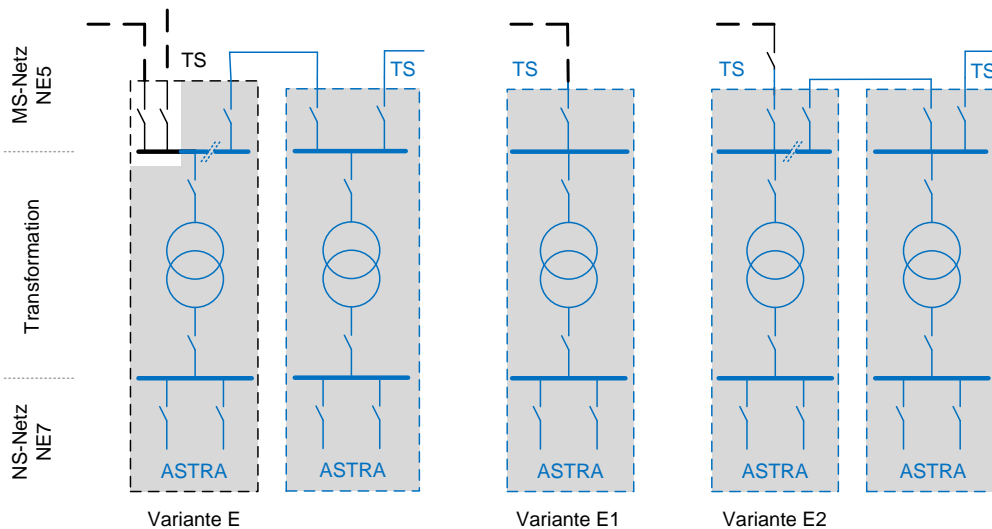 MS-Netz
NE5
Transformation
NS-Netz
NE7
TS
TS
TS
TS
TS
ASTRA
ASTRA
ASTRA
ASTRA
ASTRA
Variante E
Variante E1
Variante E2